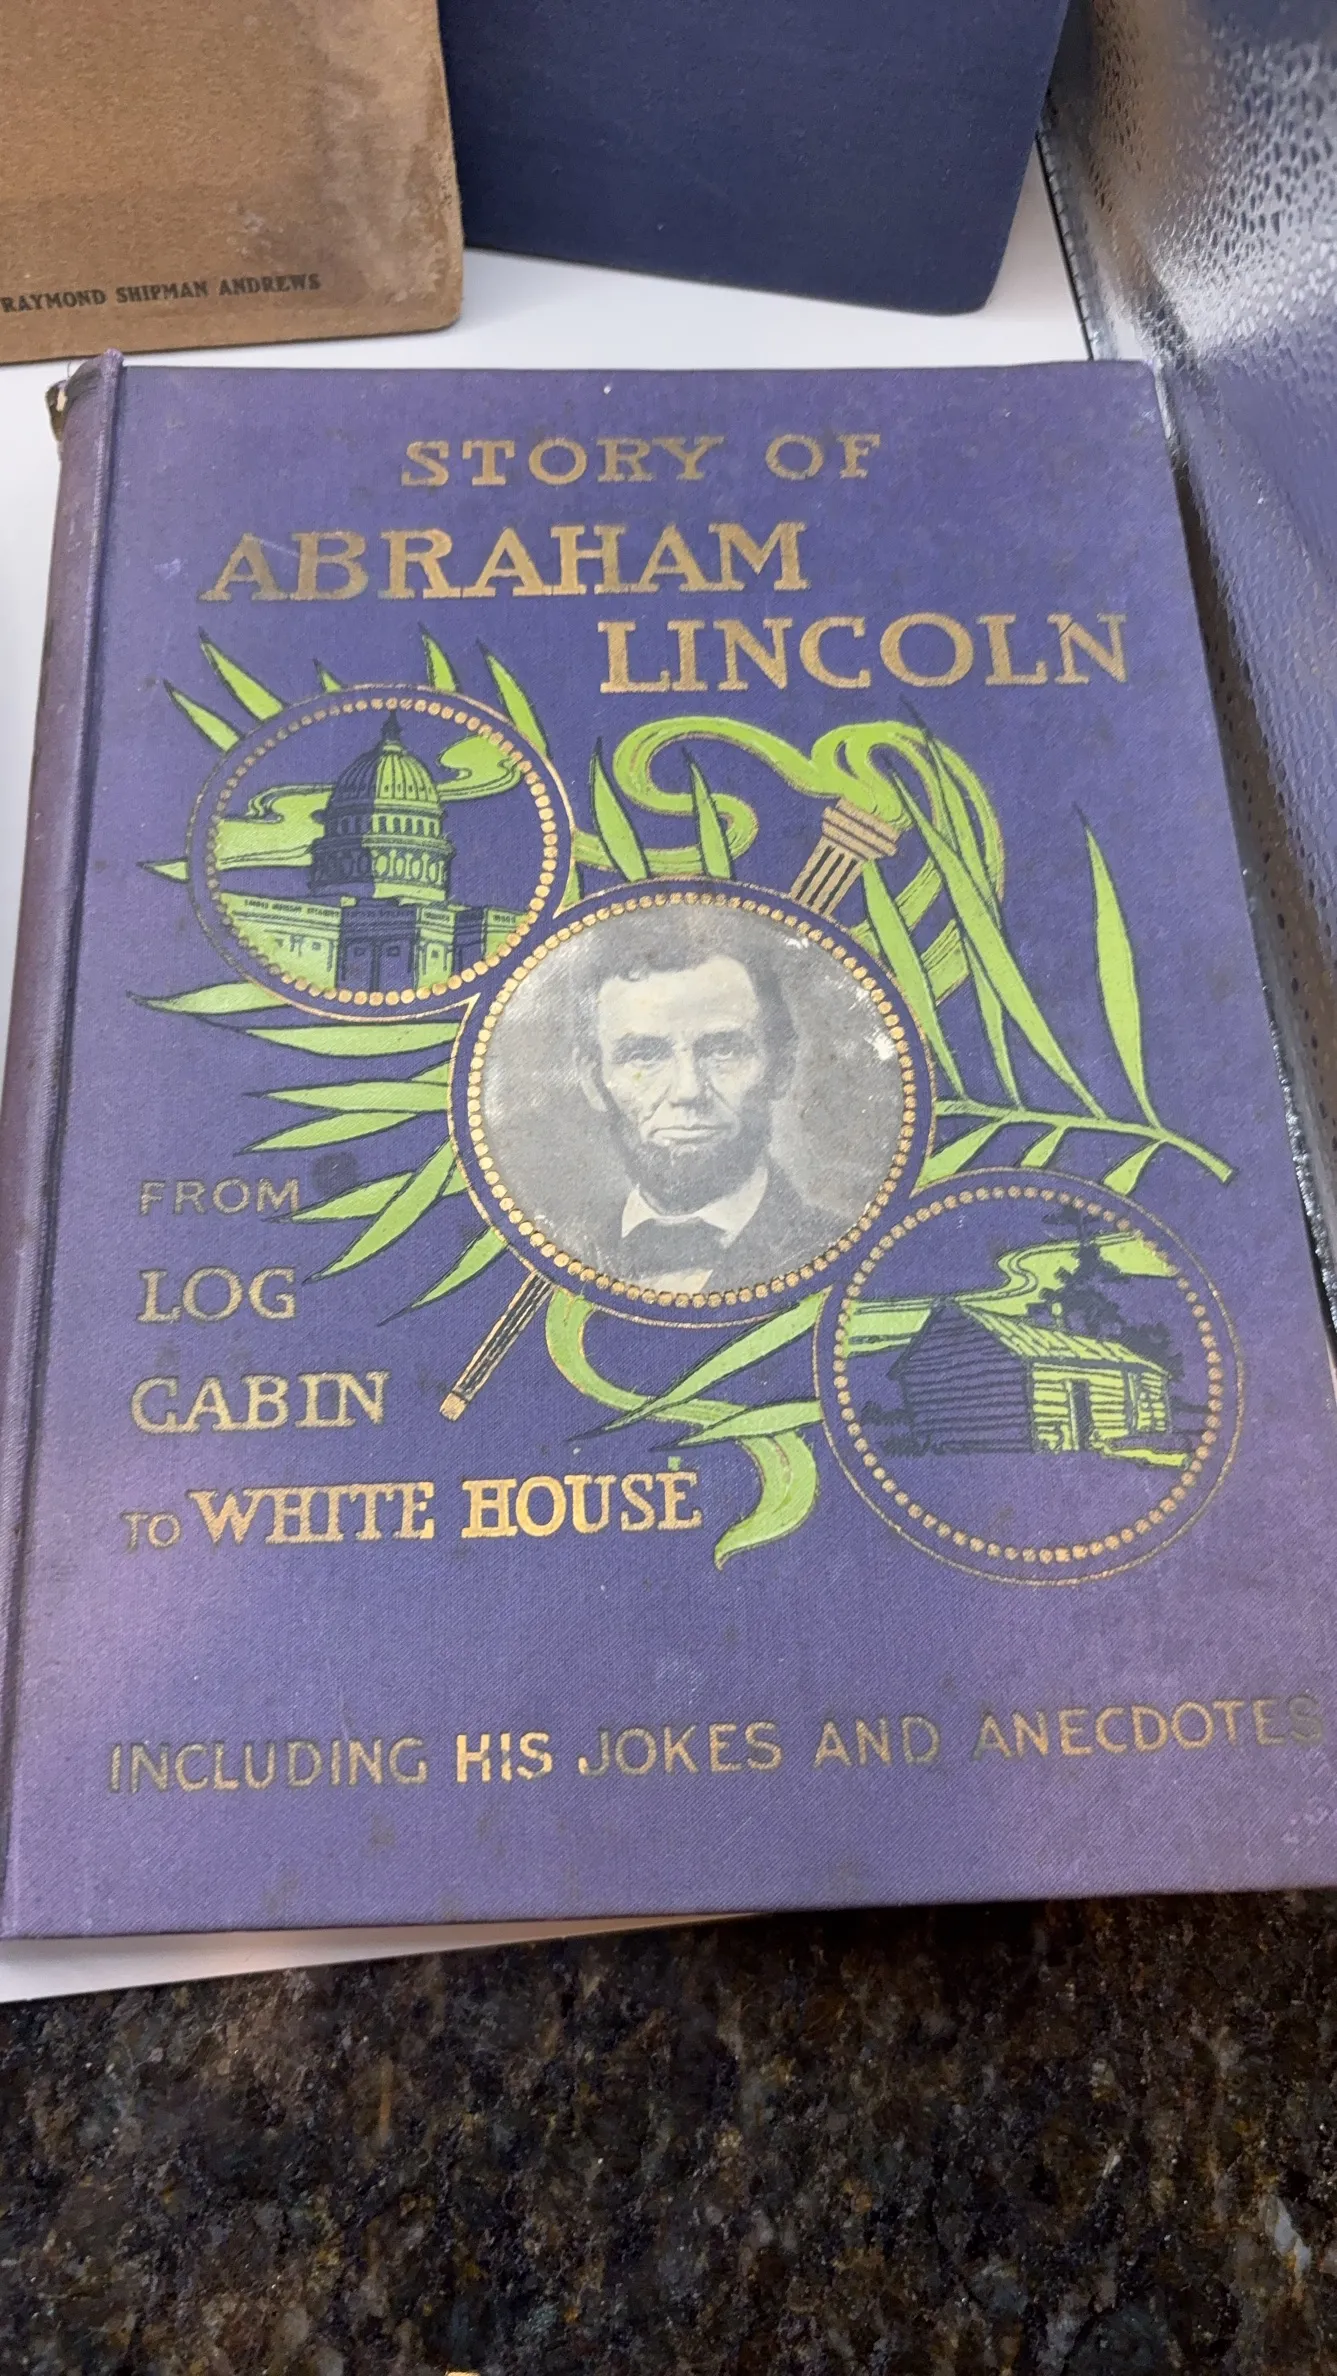 RAYMOND SHIPMAN ANDREWS
STORY OF
ABRAHAM
LINCOLN
FROM
LOG
CABIN
TO WHITE HOUSE
INCLUDING HIS JOKES AND ANECDOTES